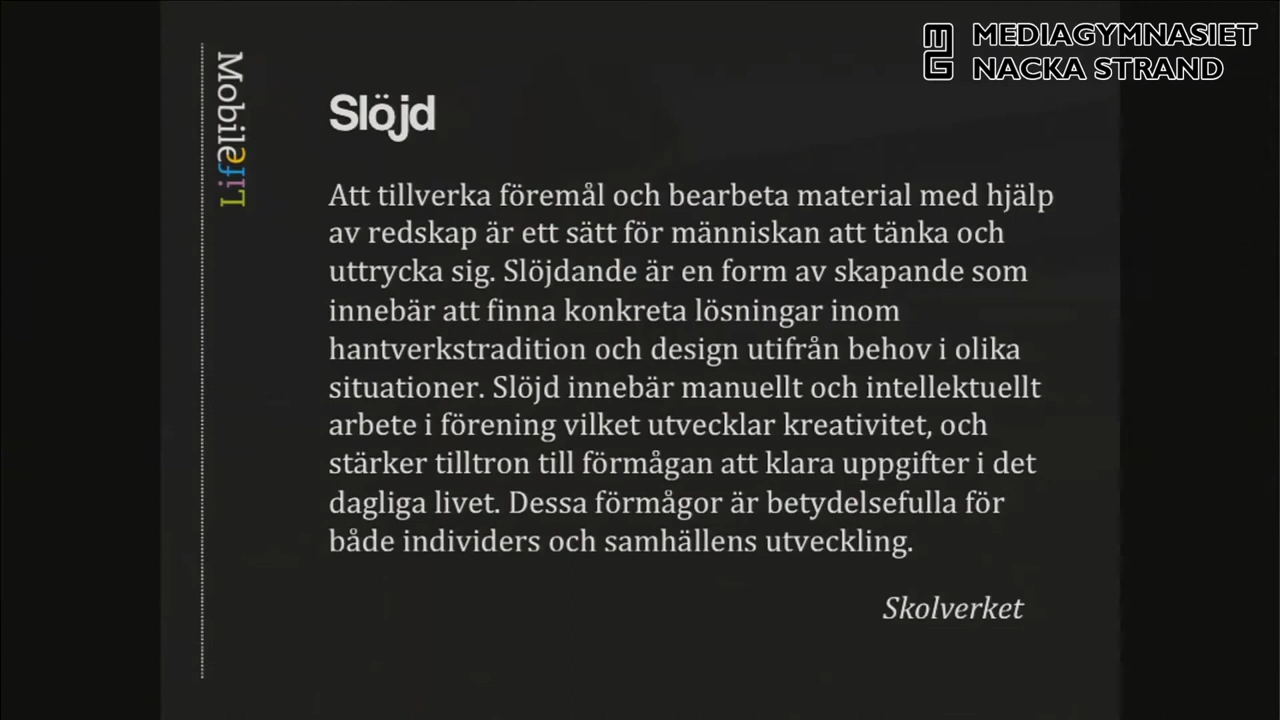 MEDIAGYMNASIET
NACKA STRAND
MobileLife
Slöjd
Att tillverka föremål och bearbeta material med hjälp
av redskap är ett sätt för människan att tänka och
uttrycka sig. Slöjdande är en form av skapande som
innebär att finna konkreta lösningar inom
hantverkstradition och design utifrån behov i olika
situationer. Slöjd innebär manuellt och intellektuellt
arbete i förening vilket utvecklar kreativitet, och
stärker tilltron till förmågan att klara uppgifter i det
dagliga livet. Dessa förmågor är betydelsefulla för
både individers och samhällens utveckling.
Skolverket